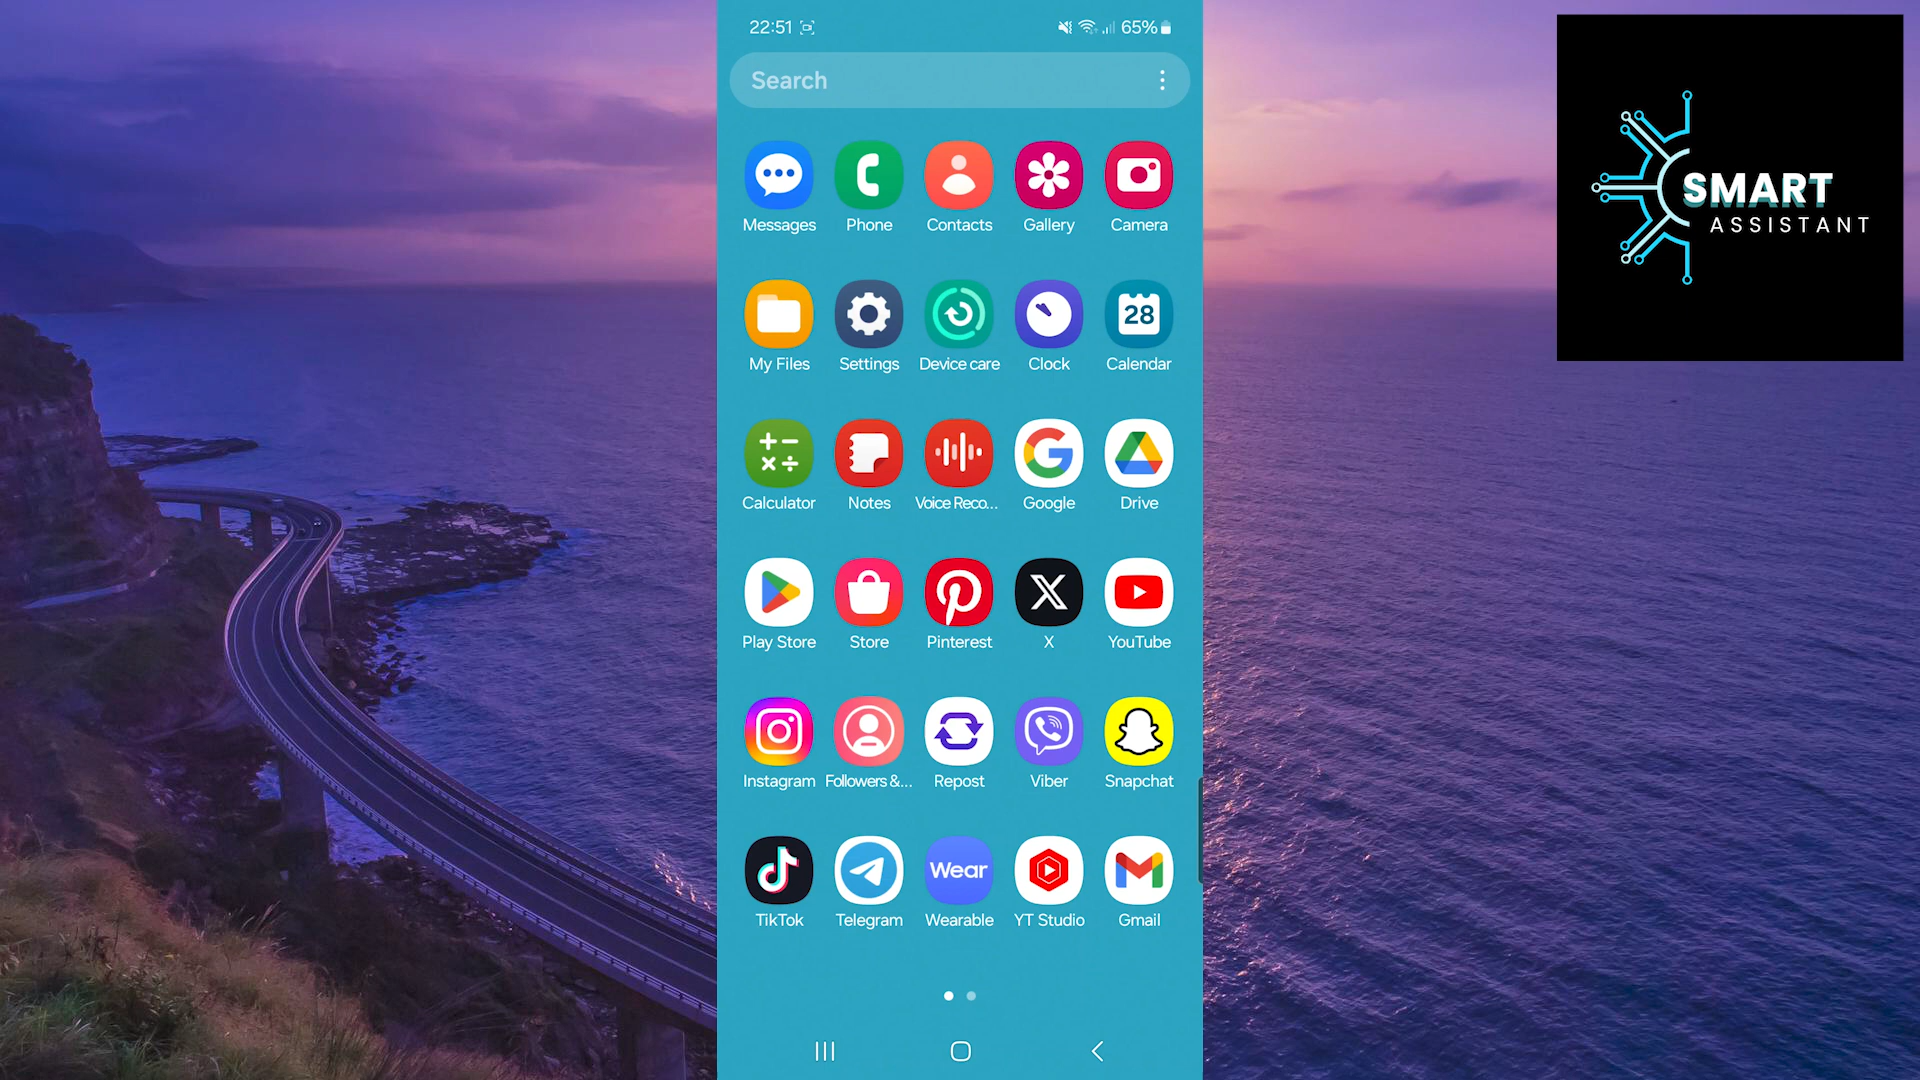 22:51 65%
Search
Messages Phone Contacts Gallery Camera
28
My Files Settings Device care Clock Calendar
Calculator Notes Voice Reco... Google Drive
Play Store Store Pinterest X YouTube
Instagram Followers &... Repost Viber Snapchat
Wear
TikTok Telegram Wearable YT Studio Gmail
SMART
ASSISTANT